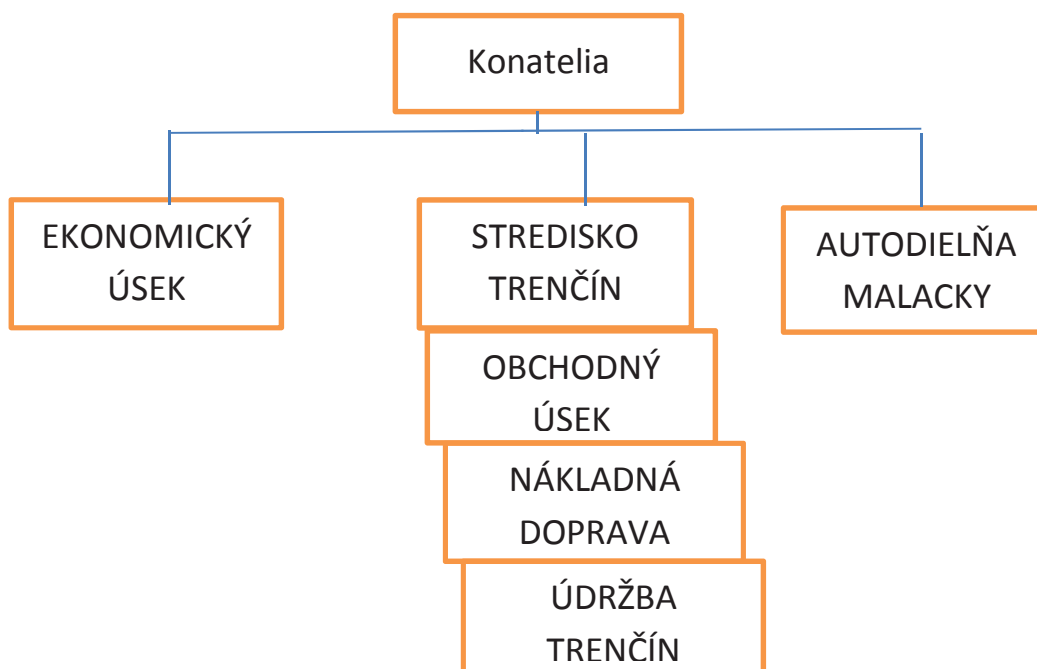 Konatelia
EKONOMICKÝ
ÚSEK
STREDISKO
TRENČÍN
AUTODIELŇA
MALACKY
OBCHODNÝ
ÚSEK
NÁKLADNÁ
DOPRAVA
ÚDRŽBA
TRENČÍN